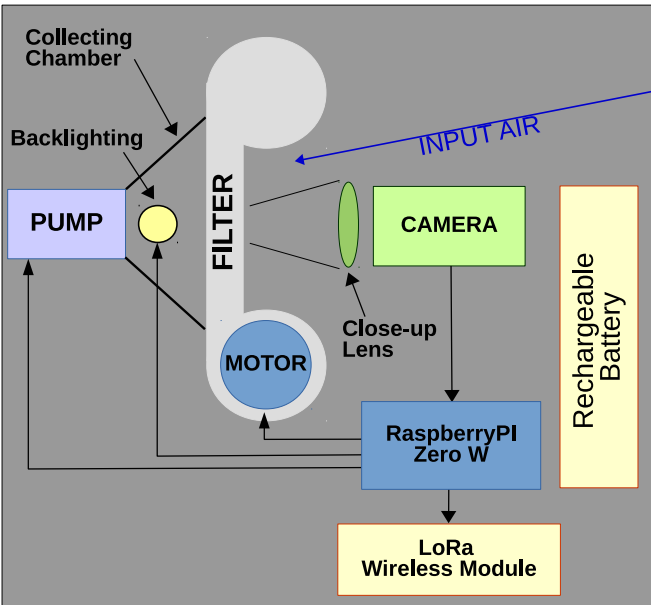 Collecting
Chamber
Backlighting
INPUT AIR
PUMP
FILTER
CAMERA
Close-up
Lens
MOTOR
Rechargeable
Battery
RaspberryPI
Zero W
LoRa
Wireless Module